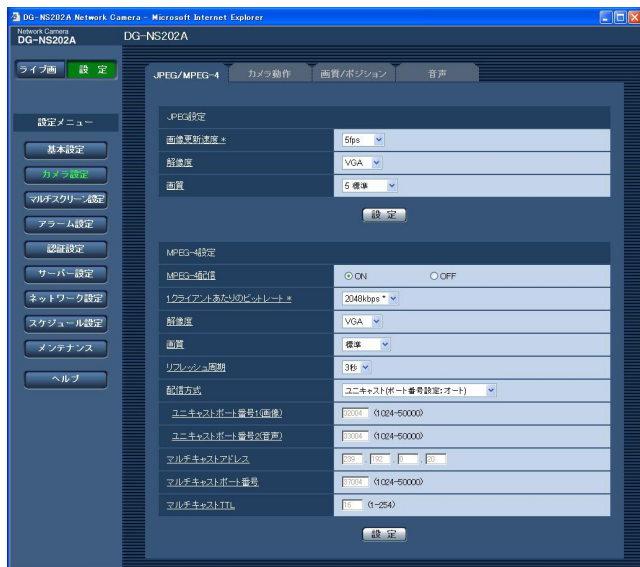 DG-NS202A Network Camera - Microsoft Internet Explorer
Network Camera
DG-NS202A
DG-NS202A
ライブ画 設 定
JPEG/MPEG-4 カメラ動作 画質/ポジション 音声
設定メニュー
基本設定
カメラ設定
マルチスクリーン設定
アラーム設定
認証設定
サーバー設定
ネットワーク設定
スケジュール設定
メンテナンス
ヘルプ
JPEG設定
画像更新速度 * 5fps
解像度 VGA
画質 5 標準
設 定
MPEG-4設定
MPEG-4配信 ON OFF
1クライアントあたりのビットレート * 2048kbps *
解像度 VGA
画質 標準
リフレッシュ周期 3秒
配信方式 ユニキャスト(ポート番号設定:オート)
ユニキャストポート番号1(画像) 32004 (1024-50000)
ユニキャストポート番号2(音声) 33004 (1024-50000)
マルチキャストアドレス 239 . 192 . 0 . 20
マルチキャストポート番号 37004 (1024-50000)
マルチキャストTTL 16 (1-254)
設 定